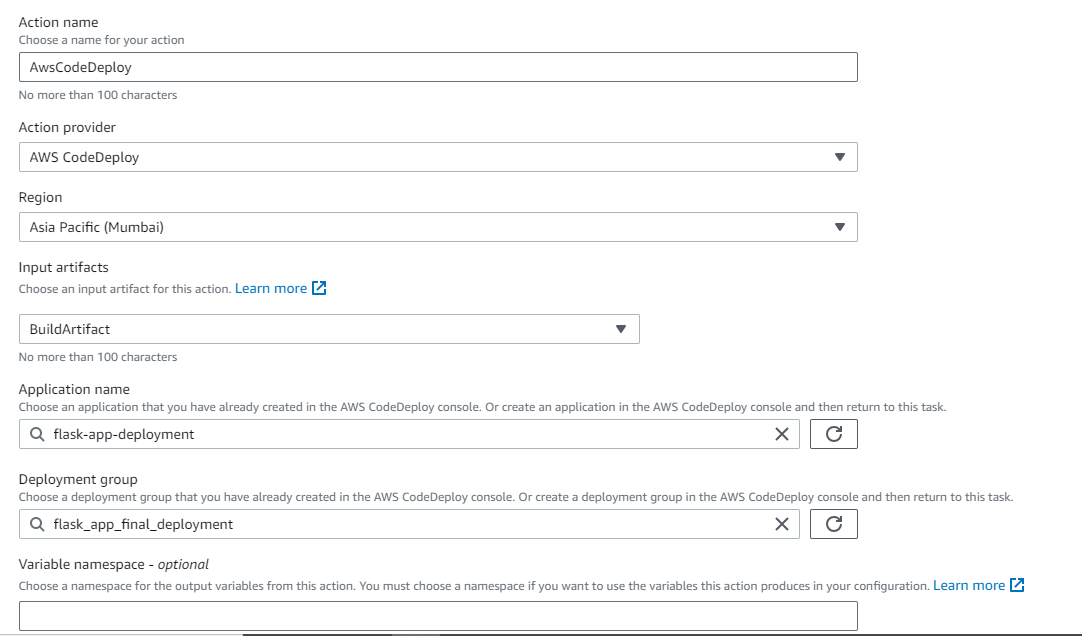 Action name
Choose a name for your action
AwsCodeDeploy
No more than 100 characters
Action provider
AWS CodeDeploy
Region
Asia Pacific (Mumbai)
Input artifacts
Choose an input artifact for this action. Learn more
BuildArtifact
No more than 100 characters
Application name
Choose an application that you have already created in the AWS CodeDeploy console. Or create an application in the AWS CodeDeploy console and then return to this task.
flask-app-deployment
Deployment group
Choose a deployment group that you have already created in the AWS CodeDeploy console. Or create a deployment group in the AWS CodeDeploy console and then return to this task.
flask_app_final_deployment
Variable namespace - optional
Choose a namespace for the output variables from this action. You must choose a namespace if you want to use the variables this action produces in your configuration. Learn more